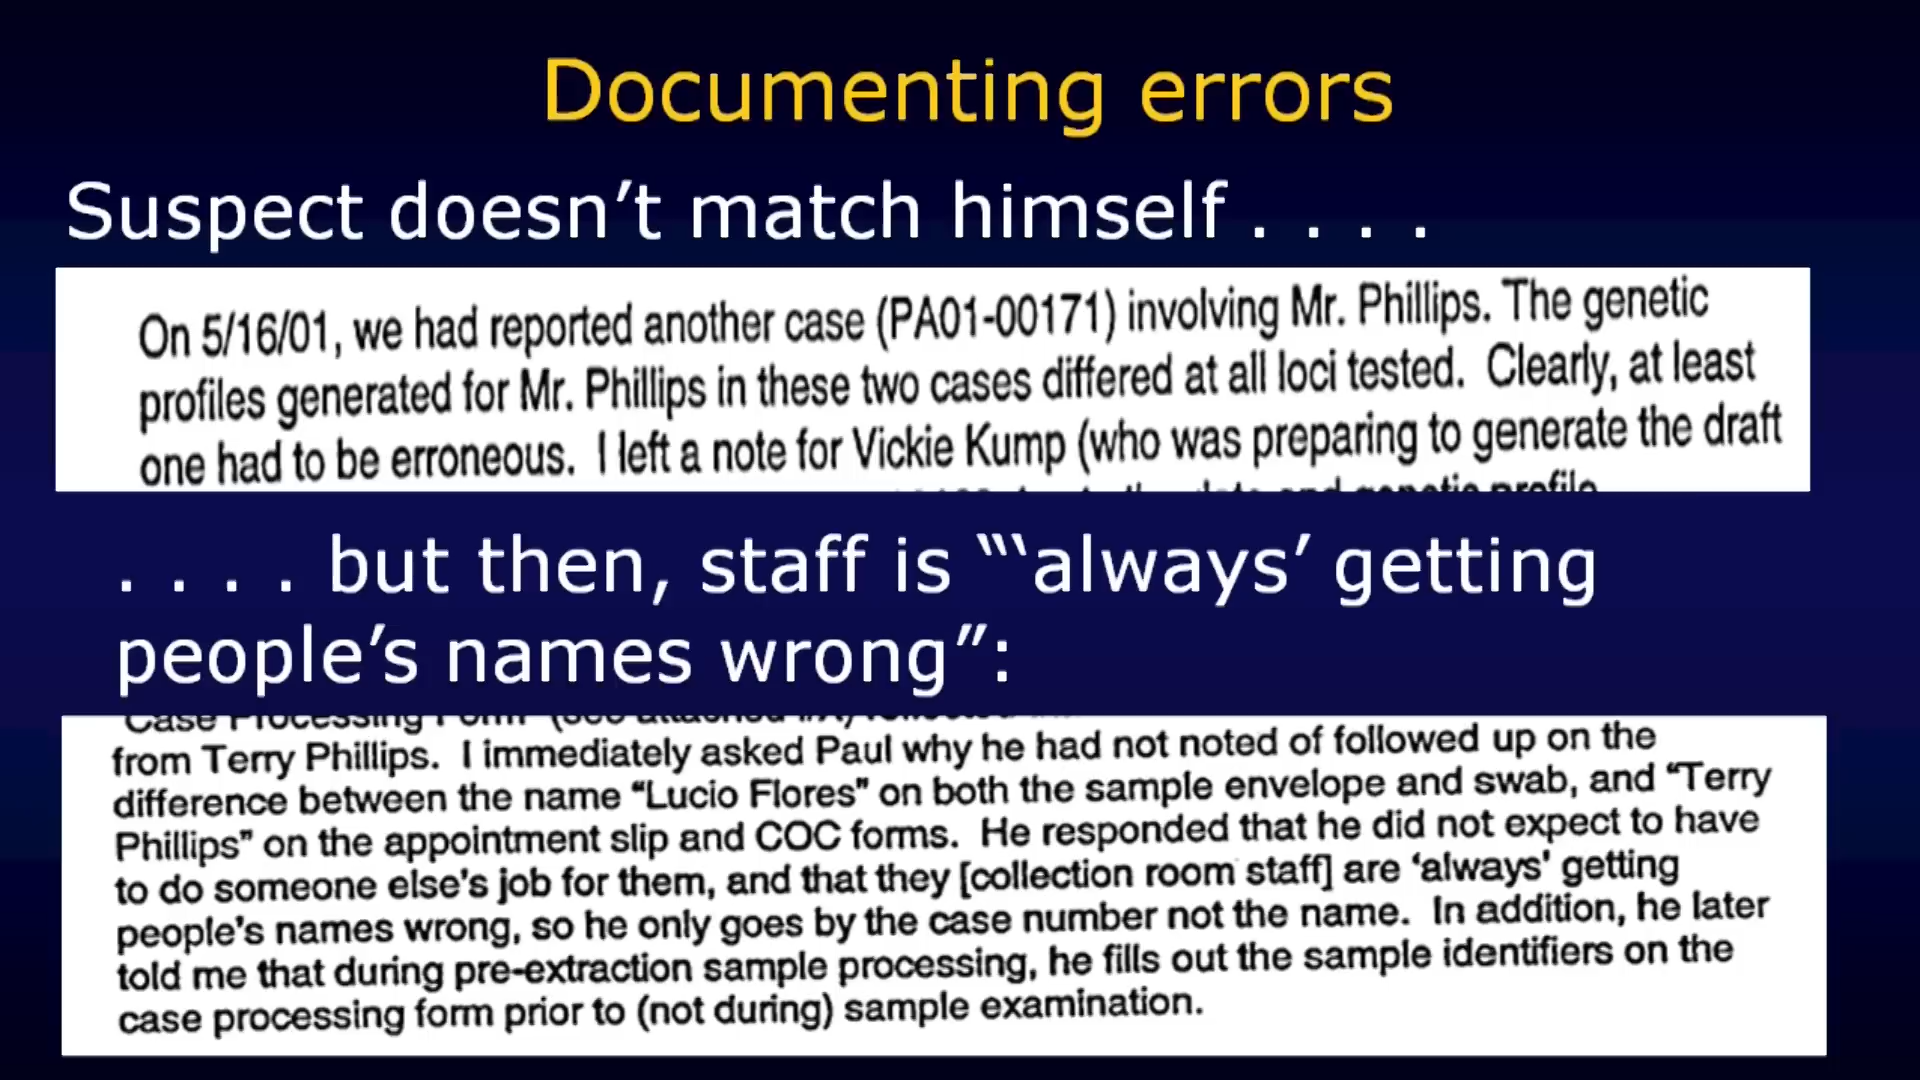 Documenting errors
Suspect doesn’t match himself . . . .
On 5/16/01, we had reported another case (PA01-00171) involving Mr. Phillips. The genetic
profiles generated for Mr. Phillips in these two cases differed at all loci tested. Clearly, at least
one had to be erroneous. I left a note for Vickie Kump (who was preparing to generate the draft
genetic profile
. . . . but then, staff is “‘always’ getting
people’s names wrong”:
Case Processing Form
from Terry Phillips. I immediately asked Paul why he had not noted of followed up on the
difference between the name “Lucio Flores” on both the sample envelope and swab, and “Terry
Phillips” on the appointment slip and COC forms. He responded that he did not expect to have
to do someone else's job for them, and that they [collection room staff] are ‘always’ getting
people's names wrong, so he only goes by the case number not the name. In addition, he later
told me that during pre-extraction sample processing, he fills out the sample identifiers on the
case processing form prior to (not during) sample examination.